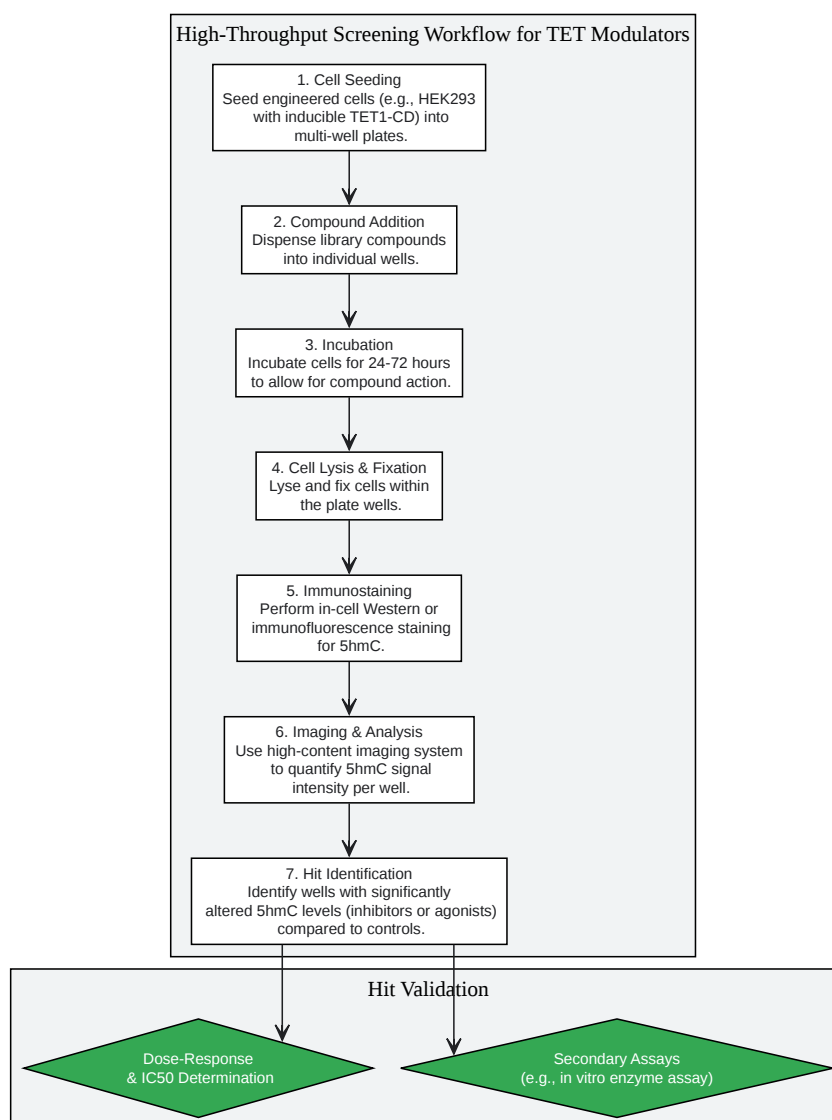 High-Throughput Screening Workflow for TET Modulators
1. Cell Seeding
Seed engineered cells (e.g., HEK293
with inducible TET1-CD) into
multi-well plates.
2. Compound Addition
Dispense library compounds
into individual wells.
3. Incubation
Incubate cells for 24-72 hours
to allow for compound action.
4. Cell Lysis & Fixation
Lyse and fix cells within
the plate wells.
5. Immunostaining
Perform in-cell Western or
immunofluorescence staining
for 5hmC.
6. Imaging & Analysis
Use high-content imaging system
to quantify 5hmC signal
intensity per well.
7. Hit Identification
Identify wells with significantly
altered 5hmC levels (inhibitors or agonists)
compared to controls.
Hit Validation
Dose-Response
& IC50 Determination
Secondary Assays
(e.g., in vitro enzyme assay)